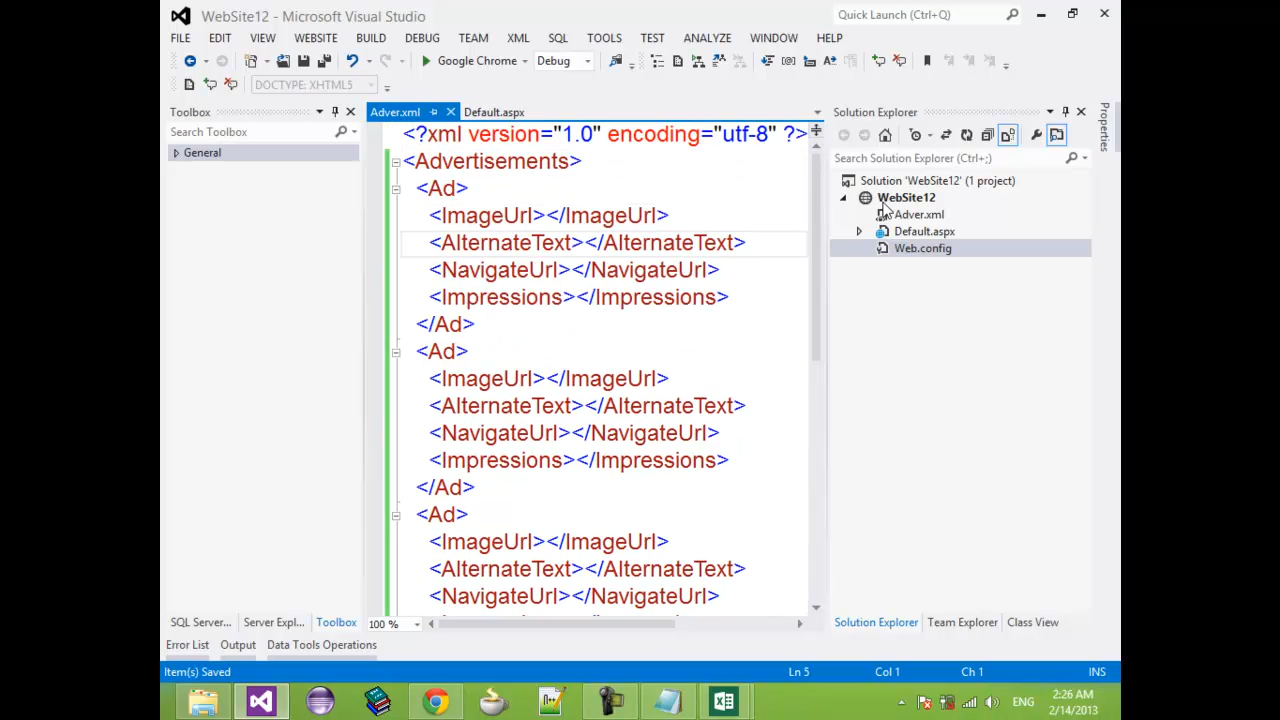 WebSite12 - Microsoft Visual Studio
Quick Launch (Ctrl+Q)
FILE EDIT VIEW WEBSITE BUILD DEBUG TEAM XML SQL TOOLS TEST ANALYZE WINDOW HELP
Google Chrome Debug
DOCTYPE: XHTML5
Toolbox
Search Toolbox
General
Adver.xml Default.aspx
<?xml version="1.0" encoding="utf-8" ?>
<Advertisements>
<Ad>
<ImageUrl></ImageUrl>
<AlternateText></AlternateText>
<NavigateUrl></NavigateUrl>
<Impressions></Impressions>
</Ad>
<Ad>
<ImageUrl></ImageUrl>
<AlternateText></AlternateText>
<NavigateUrl></NavigateUrl>
<Impressions></Impressions>
</Ad>
<Ad>
<ImageUrl></ImageUrl>
<AlternateText></AlternateText>
<NavigateUrl></NavigateUrl>
Solution Explorer
Search Solution Explorer (Ctrl+;)
Solution 'WebSite12' (1 project)
WebSite12
Adver.xml
Default.aspx
Web.config
Properties
SQL Server... Server Expl... Toolbox
100 %
Solution Explorer Team Explorer Class View
Error List Output Data Tools Operations
Item(s) Saved Ln 5 Col 1 Ch 1 INS
ENG
2:26 AM
2/14/2013